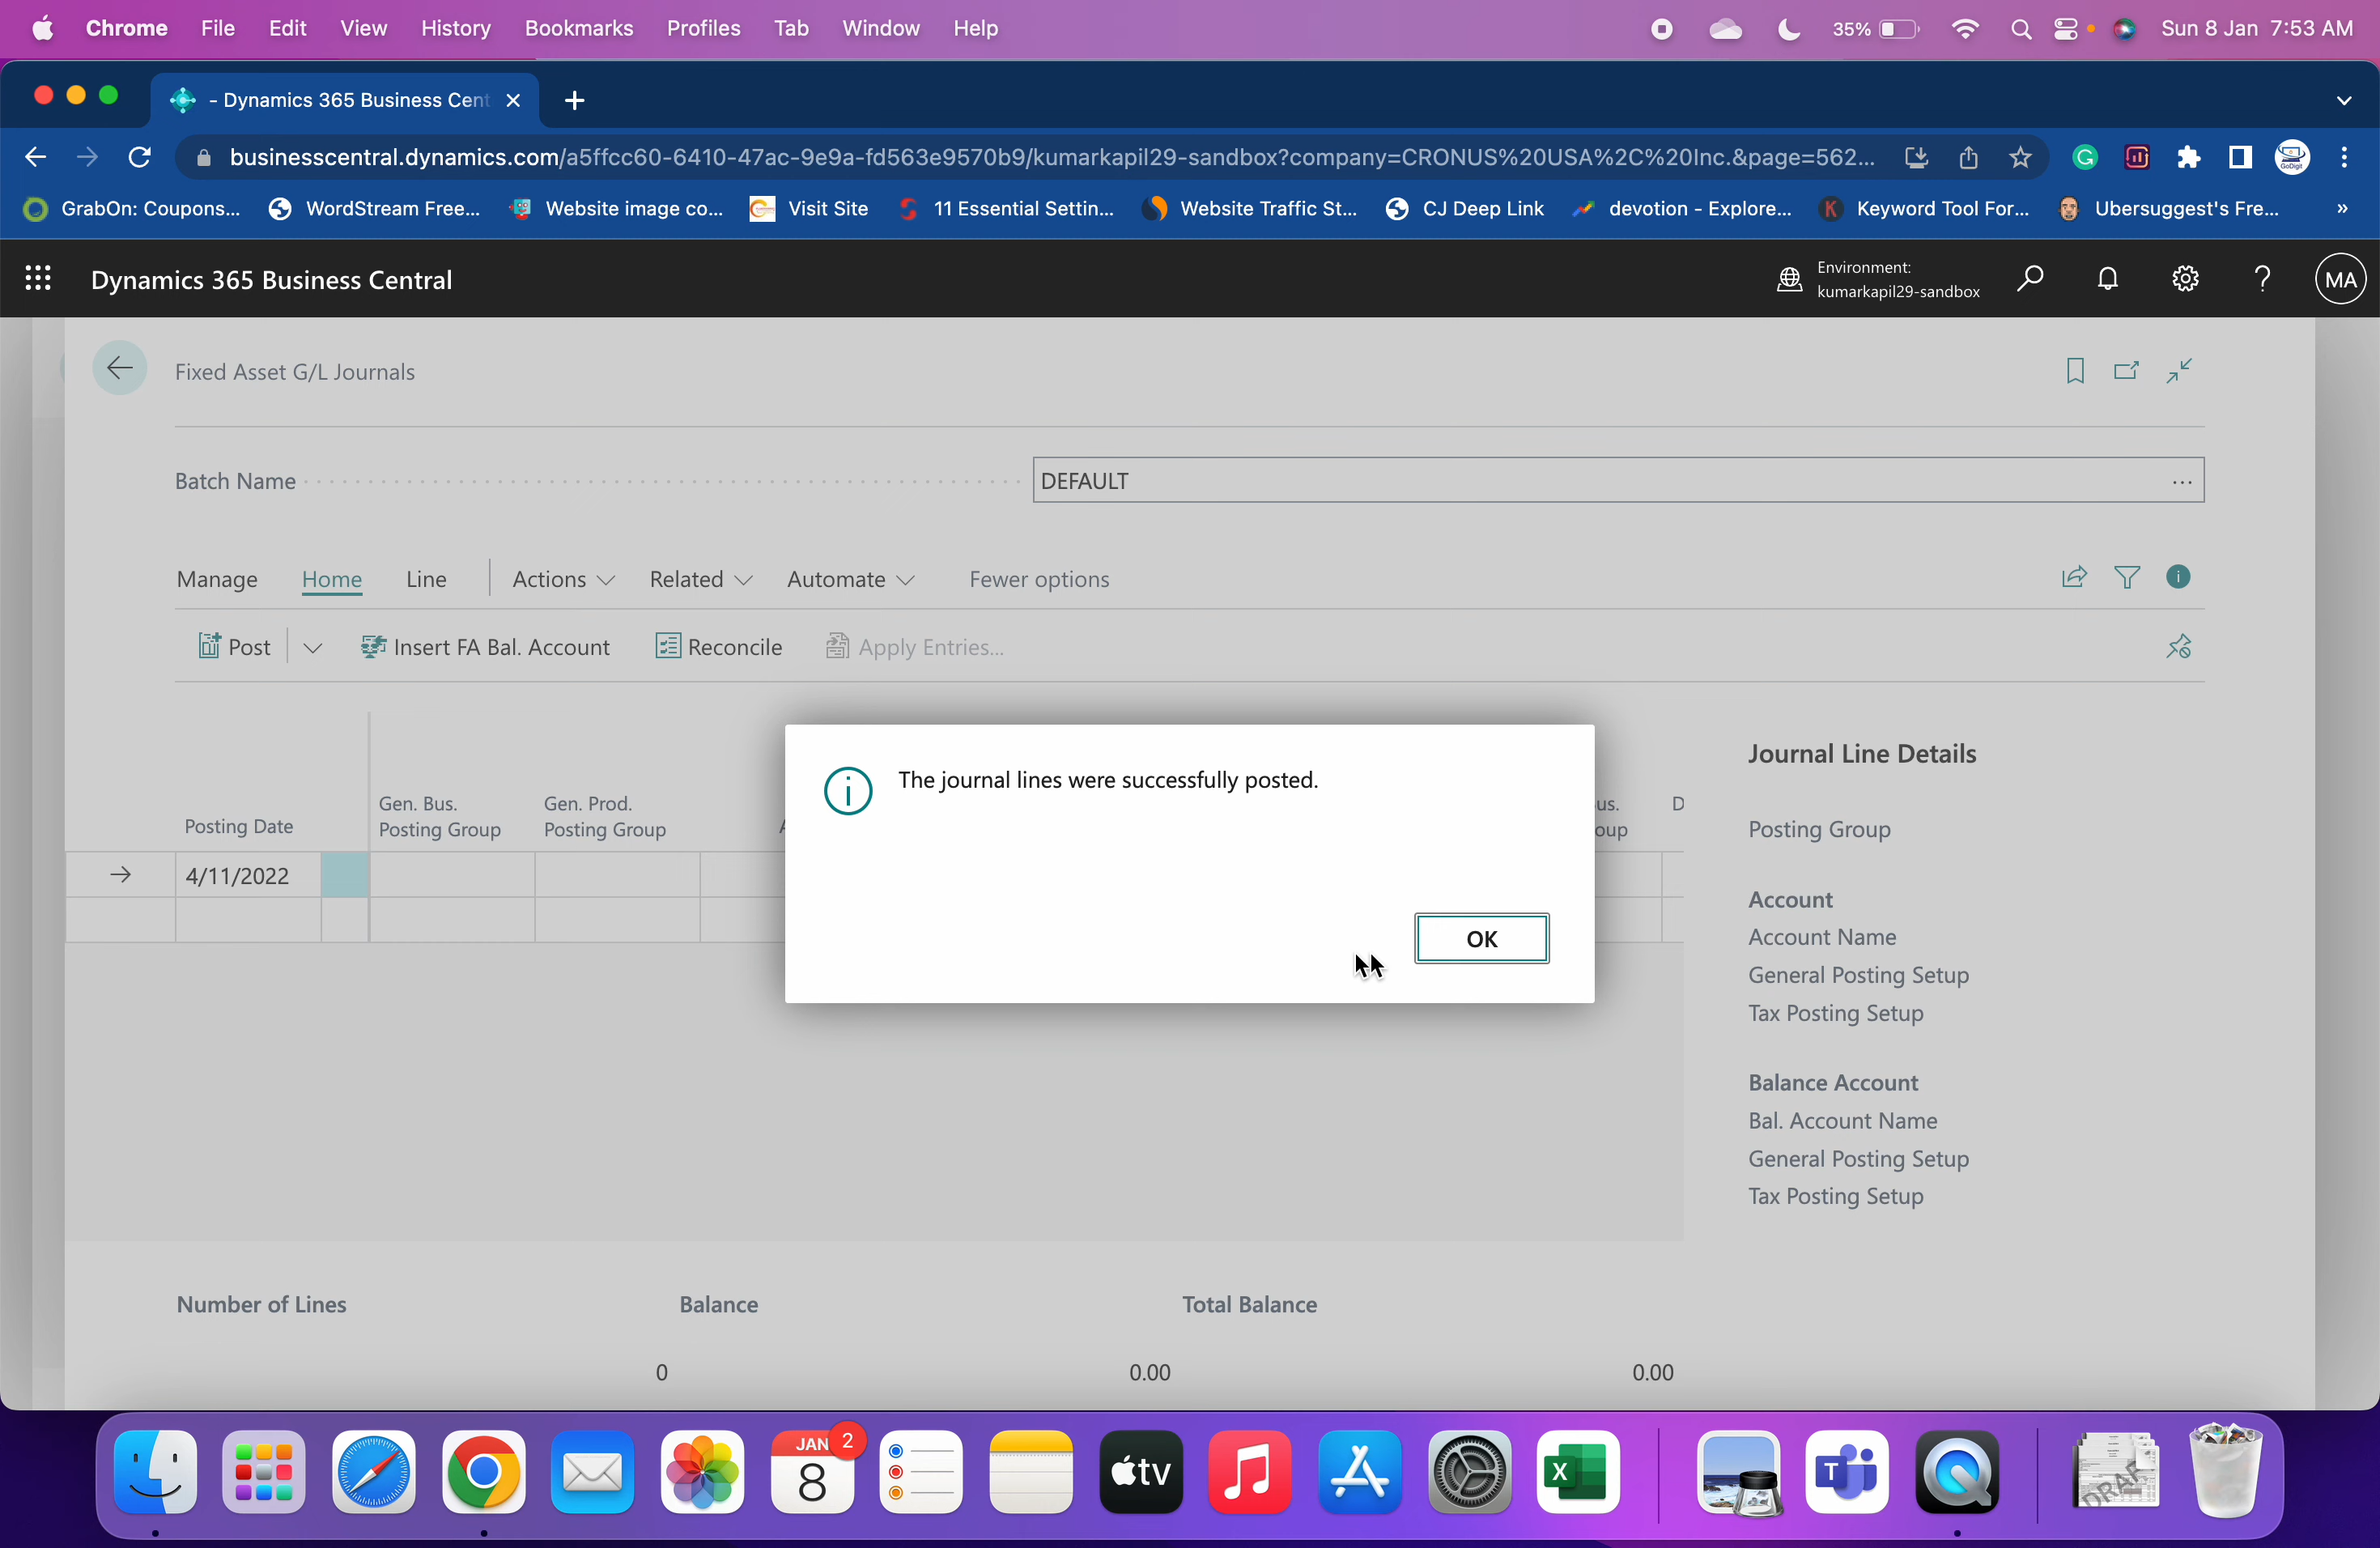 Chrome File Edit View History Bookmarks Profiles Tab Window Help 35% Sun 8 Jan 7:53 AM
- Dynamics 365 Business Cent
businesscentral.dynamics.com/a5ffcc60-6410-47ac-9e9a-fd563e9570b9/kumarkapil29-sandbox?company=CRONUS%20USA%2C%20Inc.&page=562...
GrabOn: Coupons... WordStream Free... Website image co... Visit Site 11 Essential Settin... Website Traffic St... CJ Deep Link devotion - Explore... Keyword Tool For... Ubersuggest's Fre... »
Dynamics 365 Business Central
Environment:
kumarkapil29-sandbox
? MA
Fixed Asset G/L Journals
Batch Name DEFAULT ...
Manage Home Line Actions Related Automate Fewer options
Post Insert FA Bal. Account Reconcile Apply Entries...
The journal lines were successfully posted.
OK
Posting Date
Gen. Bus.
Posting Group
Gen. Prod.
Posting Group
us.
oup
D
4/11/2022
Journal Line Details
Posting Group
Account
Account Name
General Posting Setup
Tax Posting Setup
Balance Account
Bal. Account Name
General Posting Setup
Tax Posting Setup
Number of Lines Balance Total Balance
0 0.00 0.00
JAN 2
8
tv
X
T
DRAF